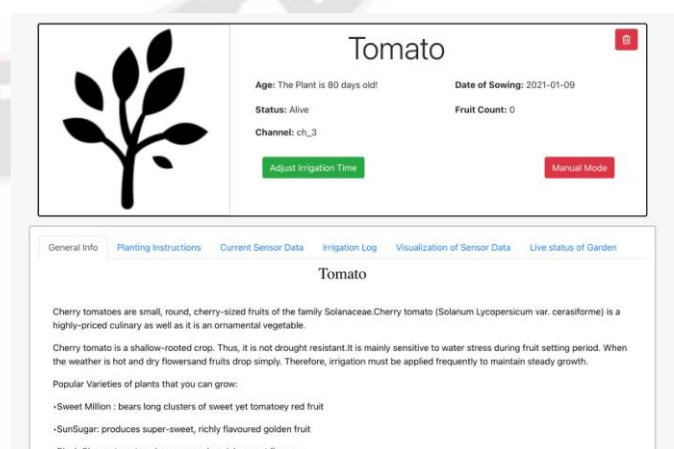 Tomato
Age: The Plant is 80 days old!
Date of Sowing: 2021-01-09
Status: Alive
Fruit Count: 0
Channel: ch_3
Adjust Irrigation Time
Manual Mode
General Info
Planting Instructions
Current Sensor Data
Irrigation Log
Visualization of Sensor Data
Live status of Garden
Tomato
Cherry tomatoes are small, round, cherry-sized fruits of the family Solanaceae.Cherry tomato (Solanum Lycopersicum var. cerasiforme) is a
highly-priced culinary as well as it is an ornamental vegetable.
Cherry tomato is a shallow-rooted crop. Thus, it is not drought resistant.It is mainly sensitive to water stress during fruit setting period. When
the weather is hot and dry flowersand fruits drop simply. Therefore, irrigation must be applied frequently to maintain steady growth.
Popular Varieties of plants that you can grow:
•Sweet Million : bears long clusters of sweet yet tomatoey red fruit
•SunSugar: produces super-sweet, richly flavoured golden fruit